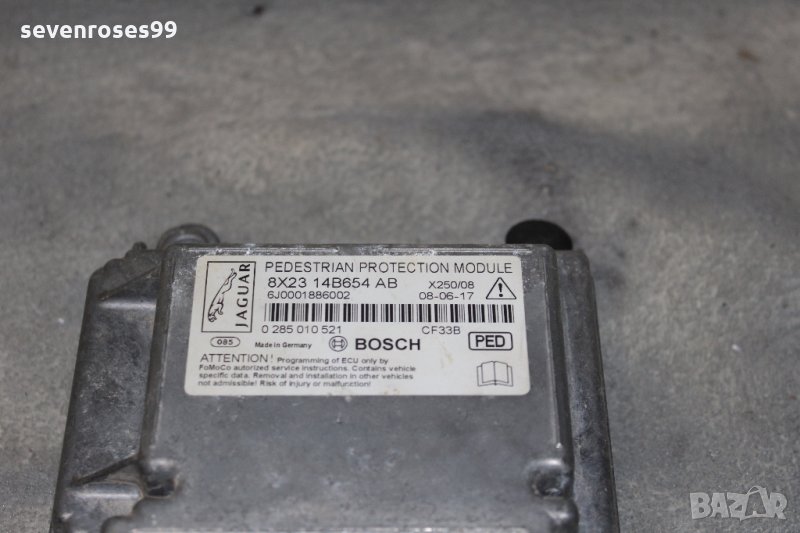 sevenroses99
JAGUAR
PEDESTRIAN PROTECTION MODULE
8X23 14B654 AB X250/08
6J0001886002 08-06-17
0 285 010 521 CF33B
085 Made in Germany BOSCH PED
ATTENTION! Programming of ECU only by
FoMoCo autorized service instructions. Contains vehicle
specific data. Removal and installation in other vehicles
not admissible! Risk of injury or malfunction!
BAZAR